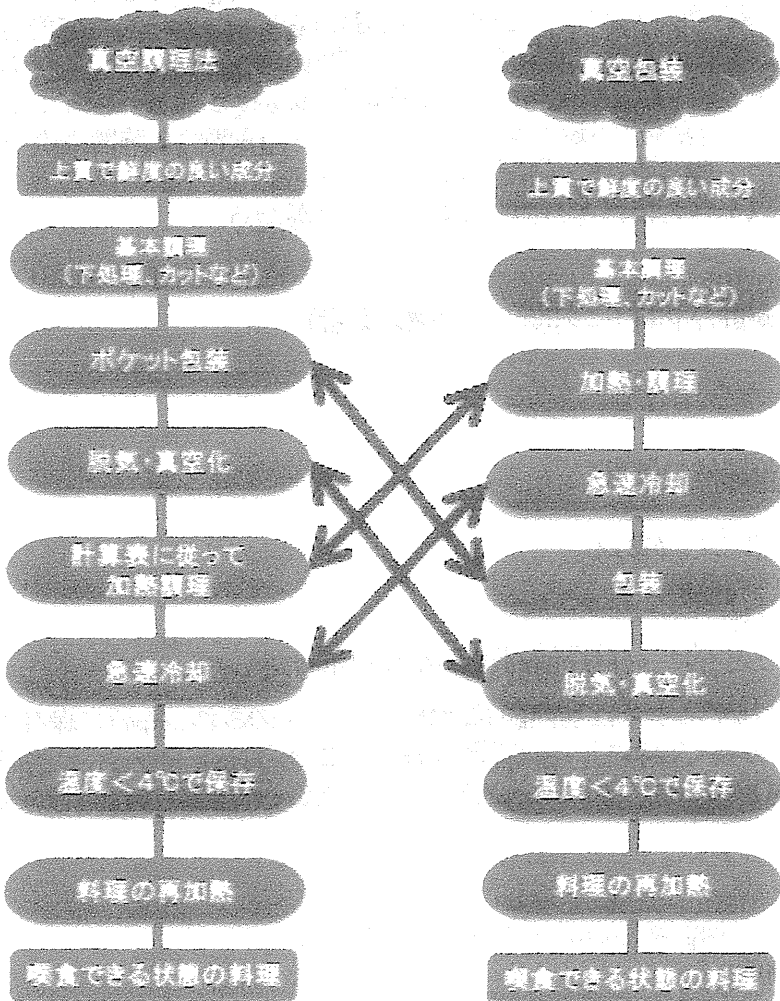 真空調理法
上質で鮮度の良い成分
基本調理
(下処理、カットなど)
ポケット包装
脱気・真空化
計算表に従って
加熱調理
急速冷却
温度<4℃で保存
料理の再加熱
喫食できる状態の料理
真空包装
上質で鮮度の良い成分
基本調理
(下処理、カットなど)
加熱・調理
急速冷却
包装
脱気・真空化
温度<4℃で保存
料理の再加熱
喫食できる状態の料理